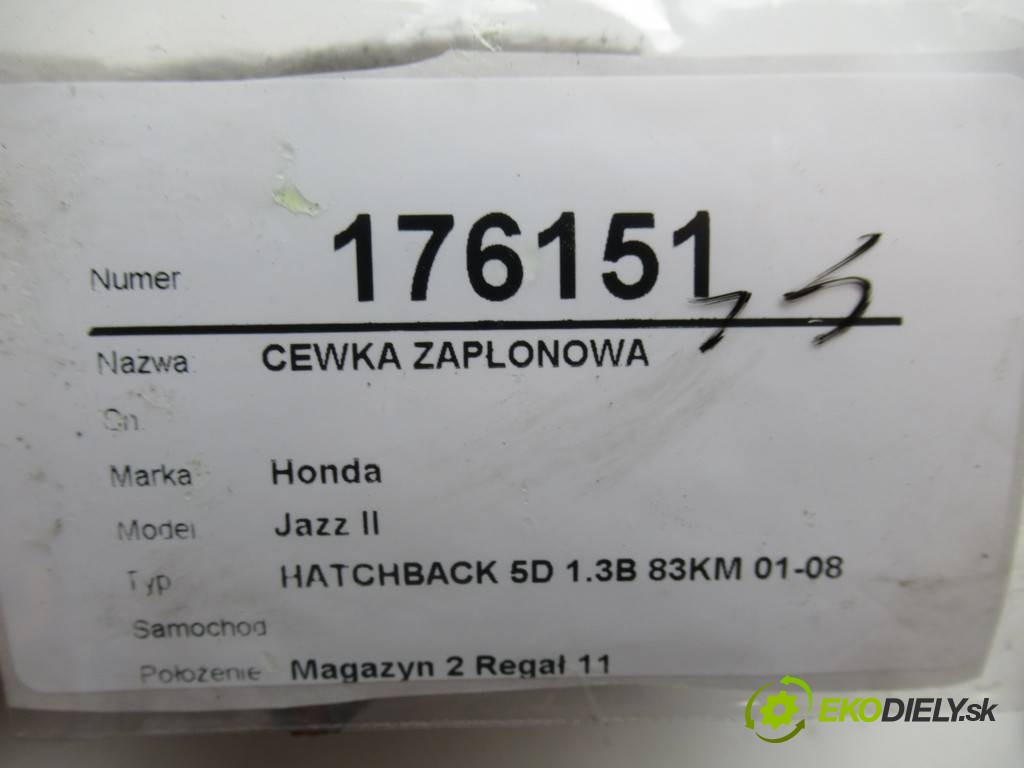 Numer 176151
Nazwa CEWKA ZAPŁONOWA
Sn.
Marka Honda
Model Jazz II
Typ HATCHBACK 5D 1.3B 83KM 01-08
Samochod
Położenie Magazyn 2 Regał 11
EKODIELY.sk